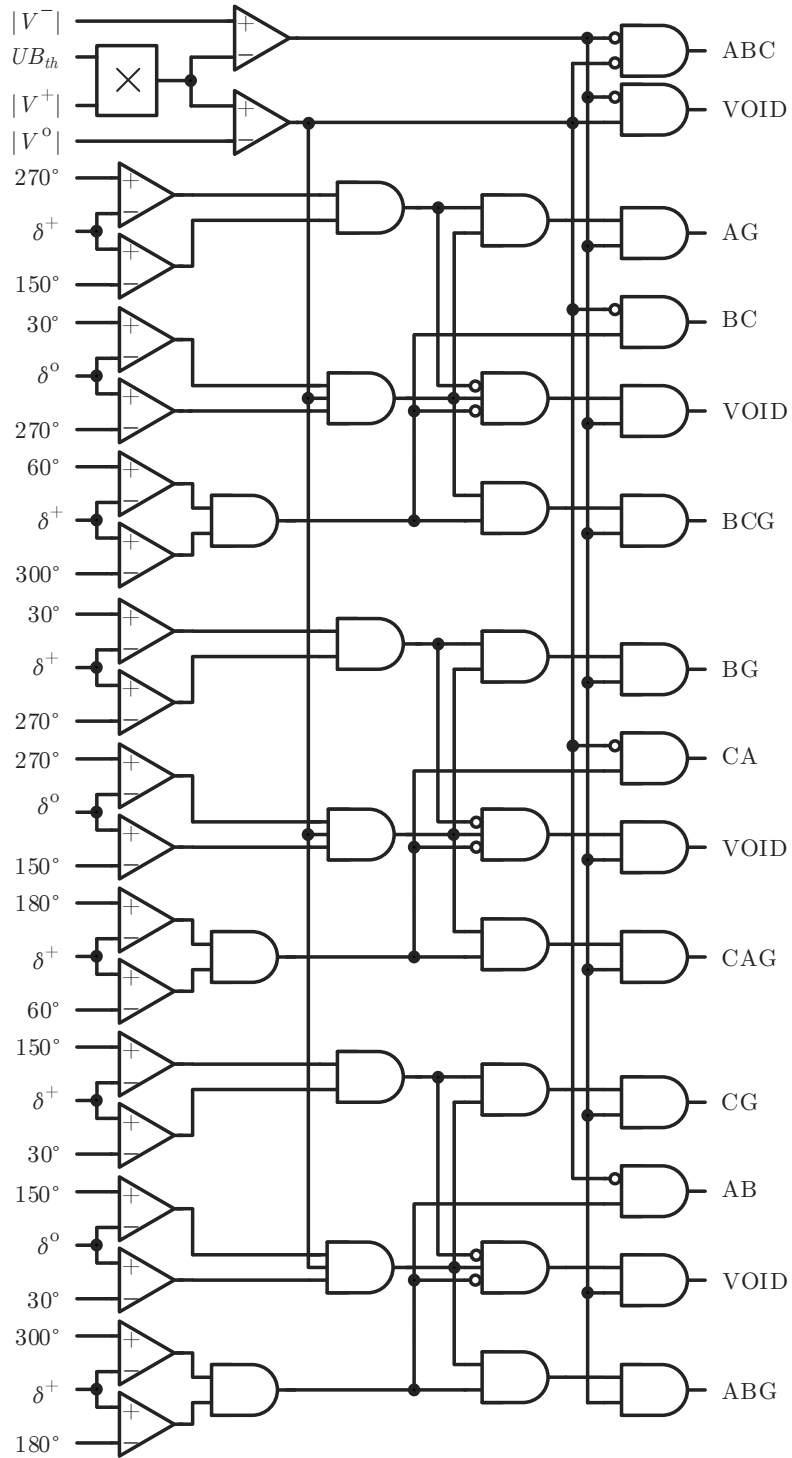 |V⁻|
UB_th
|V⁺|
|V⁰|
×
+
−
+
−
ABC
VOID
270°
δ⁺
150°
+
−
+
−
AG
30°
δ⁰
270°
+
−
+
−
BC
VOID
60°
δ⁺
300°
+
−
+
−
BCG
30°
δ⁺
270°
+
−
+
−
BG
270°
δ⁰
150°
+
−
+
−
CA
VOID
180°
δ⁺
60°
+
−
+
−
CAG
150°
δ⁺
30°
+
−
+
−
CG
150°
δ⁰
30°
+
−
+
−
AB
VOID
300°
δ⁺
180°
+
−
+
−
ABG